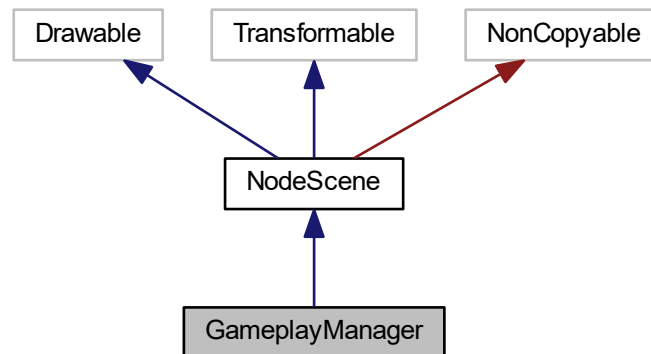 Drawable
Transformable
NonCopyable
NodeScene
GameplayManager